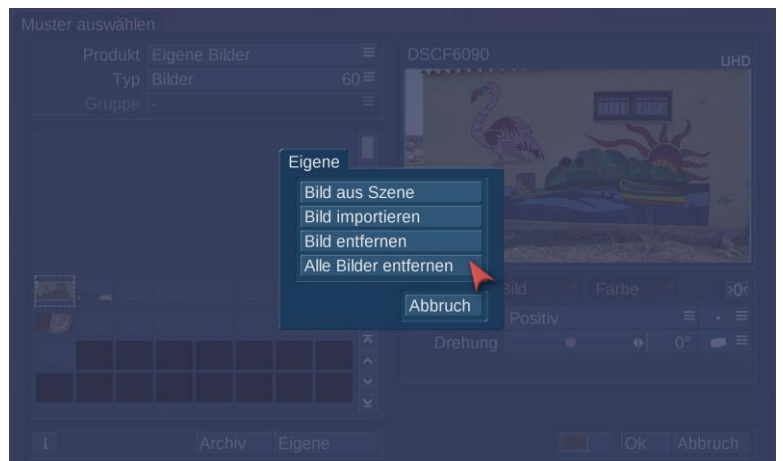 Muster auswählen
Produkt Eigene Bilder
Typ Bilder 60
Gruppe -
DSCF6090
UHD
Eigene
Bild aus Szene
Bild importieren
Bild entfernen
Alle Bilder entfernen
Abbruch
Bild Farbe >0<
Positiv
Drehung 0°
i Archiv Eigene Ok Abbruch